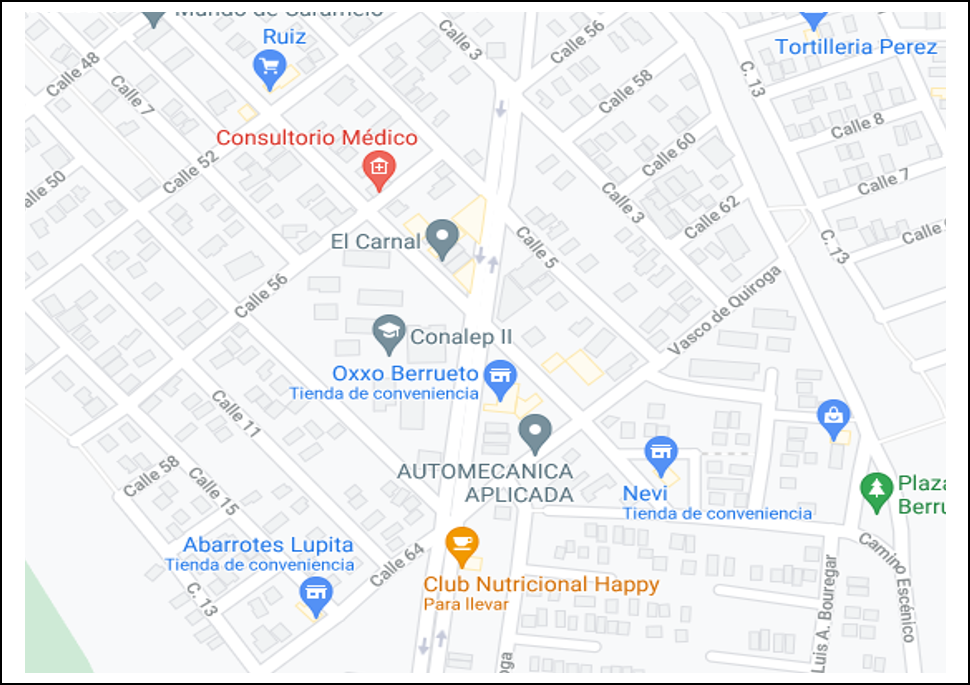 Mundo de Caramelo
Ruiz
Calle 3
Calle 56
Tortilleria Perez
Calle 48
Calle 7
C. 13
Calle 58
Calle 8
Consultorio Médico
Calle 52
Calle 60
Calle 7
alle 50
Calle 3
Calle 62
El Carnal
Calle 5
C. 13
Calle
Calle 56
Vasco de Quiroga
Conalep II
Oxxo Berrueto
Tienda de conveniencia
Calle 11
AUTOMECANICA
APLICADA
Calle 58
Calle 15
Nevi
Tienda de conveniencia
Plaza
Berru
Abarrotes Lupita
Tienda de conveniencia
Calle 64
Camino Escénico
C. 13
Club Nutricional Happy
Para llevar
Luis A. Bouregar
oga